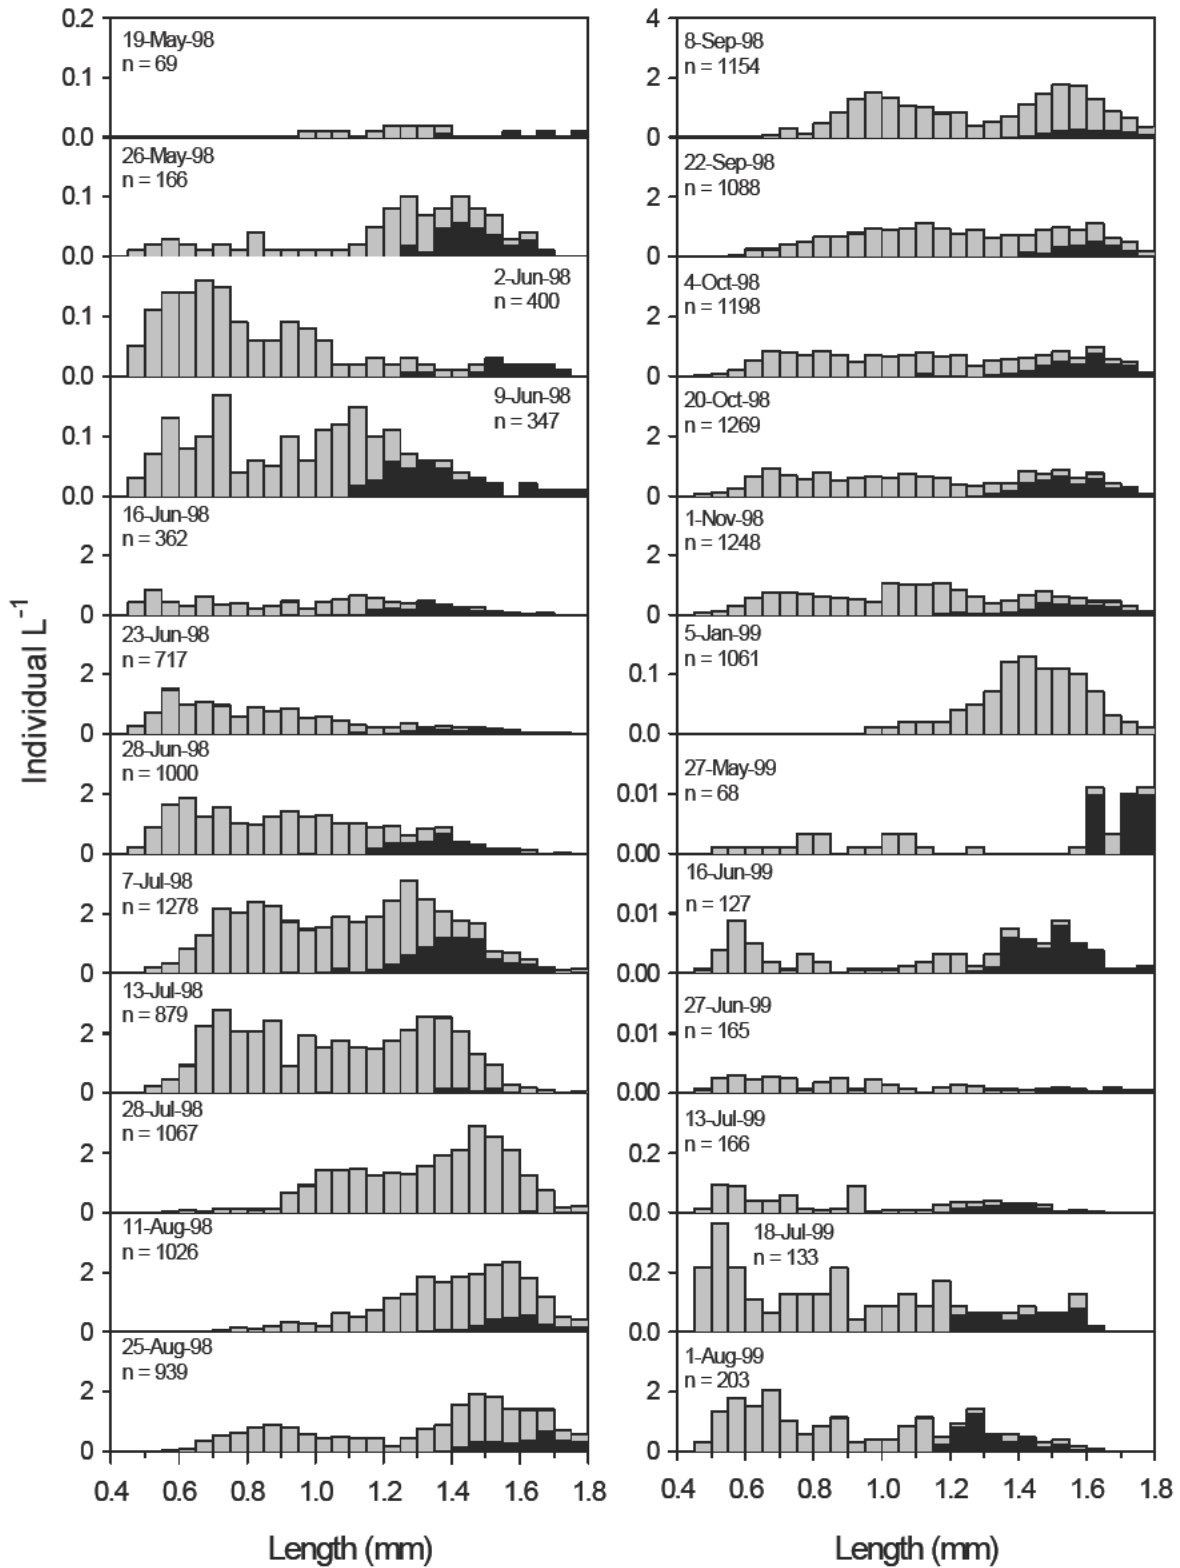 Individual L⁻¹
0.2
19-May-98
n = 69
0.1
0.0
26-May-98
n = 166
0.1
0.0
2-Jun-98
n = 400
0.1
0.0
9-Jun-98
n = 347
0.1
0.0
16-Jun-98
n = 362
2
0
23-Jun-98
n = 717
2
0
28-Jun-98
n = 1000
2
0
7-Jul-98
n = 1278
2
0
13-Jul-98
n = 879
2
0
28-Jul-98
n = 1067
2
0
11-Aug-98
n = 1026
2
0
25-Aug-98
n = 939
2
0
0.4 0.6 0.8 1.0 1.2 1.4 1.6 1.8
Length (mm)
4
8-Sep-98
n = 1154
2
0
22-Sep-98
n = 1088
2
0
4-Oct-98
n = 1198
2
0
20-Oct-98
n = 1269
2
0
1-Nov-98
n = 1248
2
0
5-Jan-99
n = 1061
0.1
0.0
27-May-99
n = 68
0.01
0.00
16-Jun-99
n = 127
0.01
0.00
27-Jun-99
n = 165
0.01
0.00
13-Jul-99
n = 166
0.2
0.0
18-Jul-99
n = 133
0.2
0.0
1-Aug-99
n = 203
2
0
0.4 0.6 0.8 1.0 1.2 1.4 1.6 1.8
Length (mm)